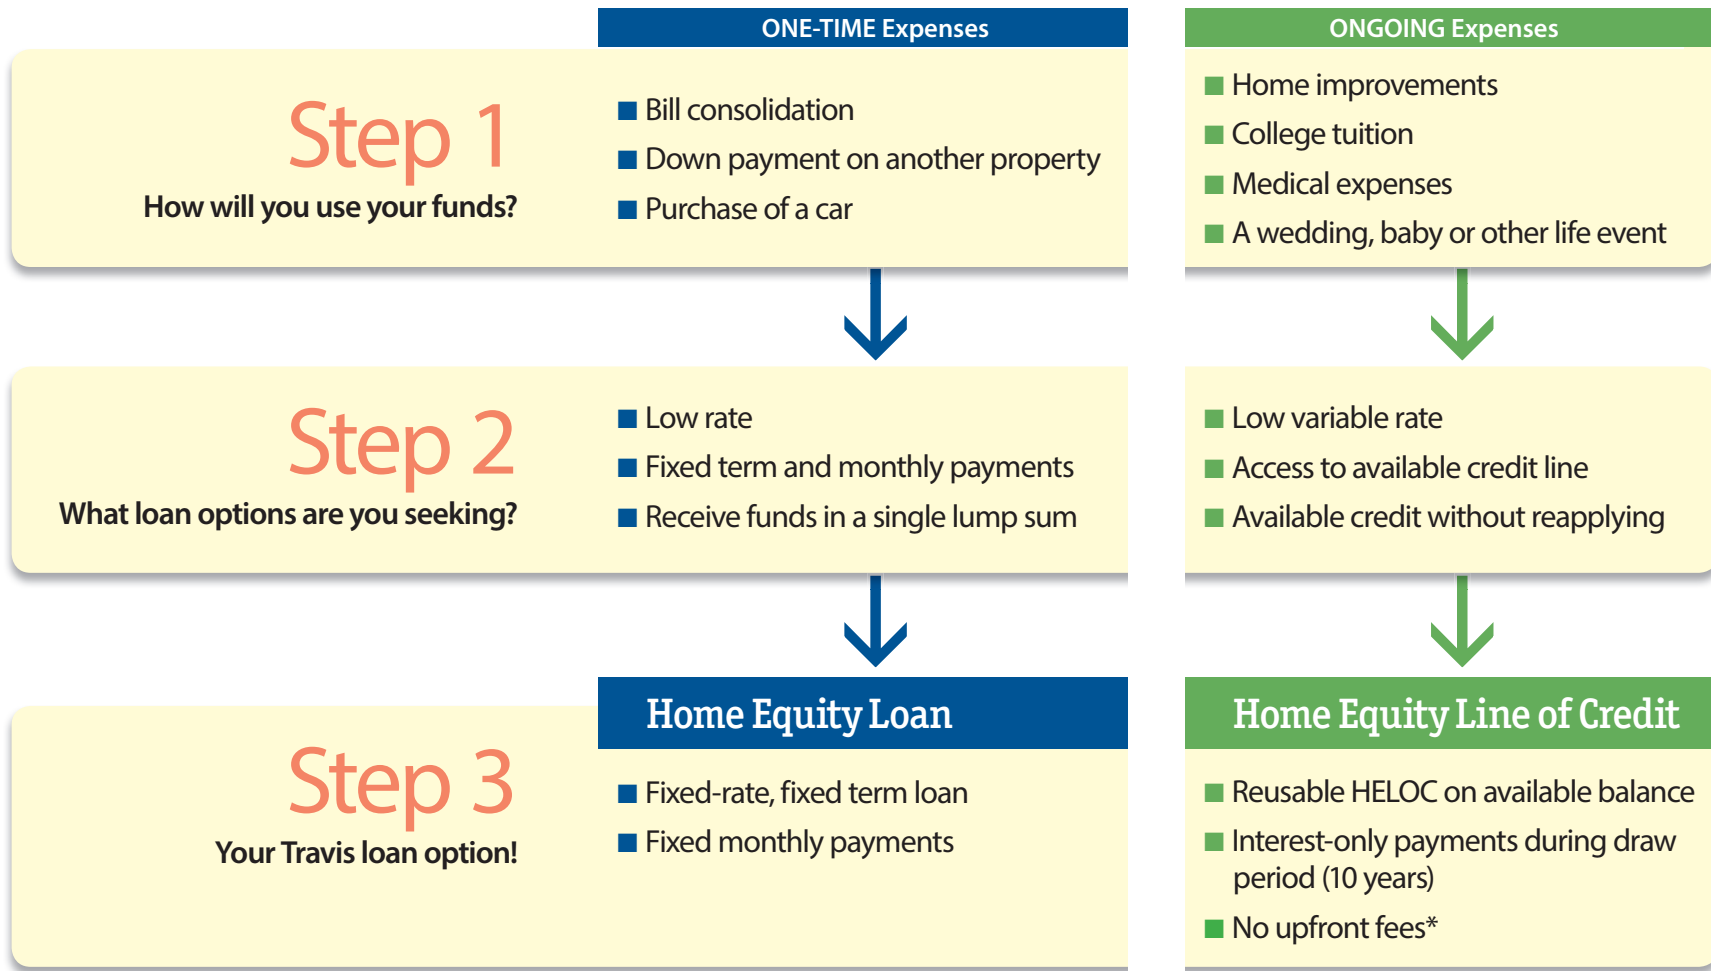 ONE-TIME Expenses
ONGOING Expenses
Step 1
How will you use your funds?
Bill consolidation
Down payment on another property
Purchase of a car
Home improvements
College tuition
Medical expenses
A wedding, baby or other life event
Step 2
What loan options are you seeking?
Low rate
Fixed term and monthly payments
Receive funds in a single lump sum
Low variable rate
Access to available credit line
Available credit without reapplying
Step 3
Your Travis loan option!
Home Equity Loan
Fixed-rate, fixed term loan
Fixed monthly payments
Home Equity Line of Credit
Reusable HELOC on available balance
Interest-only payments during draw
period (10 years)
No upfront fees*